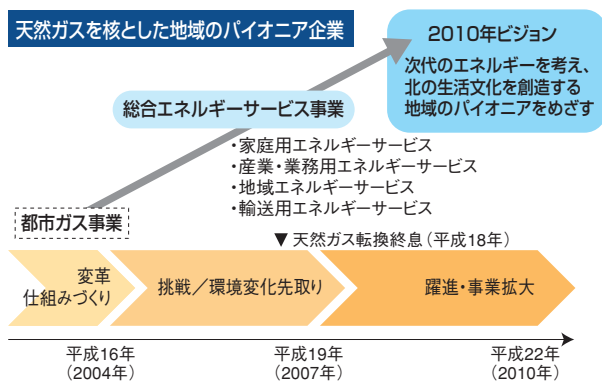 天然ガスを核とした地域のパイオニア企業
2010年ビジョン
次代のエネルギーを考え、
北の生活文化を創造する
地域のパイオニアをめざす
総合エネルギーサービス事業
・家庭用エネルギーサービス
・産業・業務用エネルギーサービス
・地域エネルギーサービス
・輸送用エネルギーサービス
都市ガス事業
▼ 天然ガス転換終息（平成18年）
変革
仕組みづくり
挑戦／環境変化先取り
躍進・事業拡大
平成16年
（2004年）
平成19年
（2007年）
平成22年
（2010年）